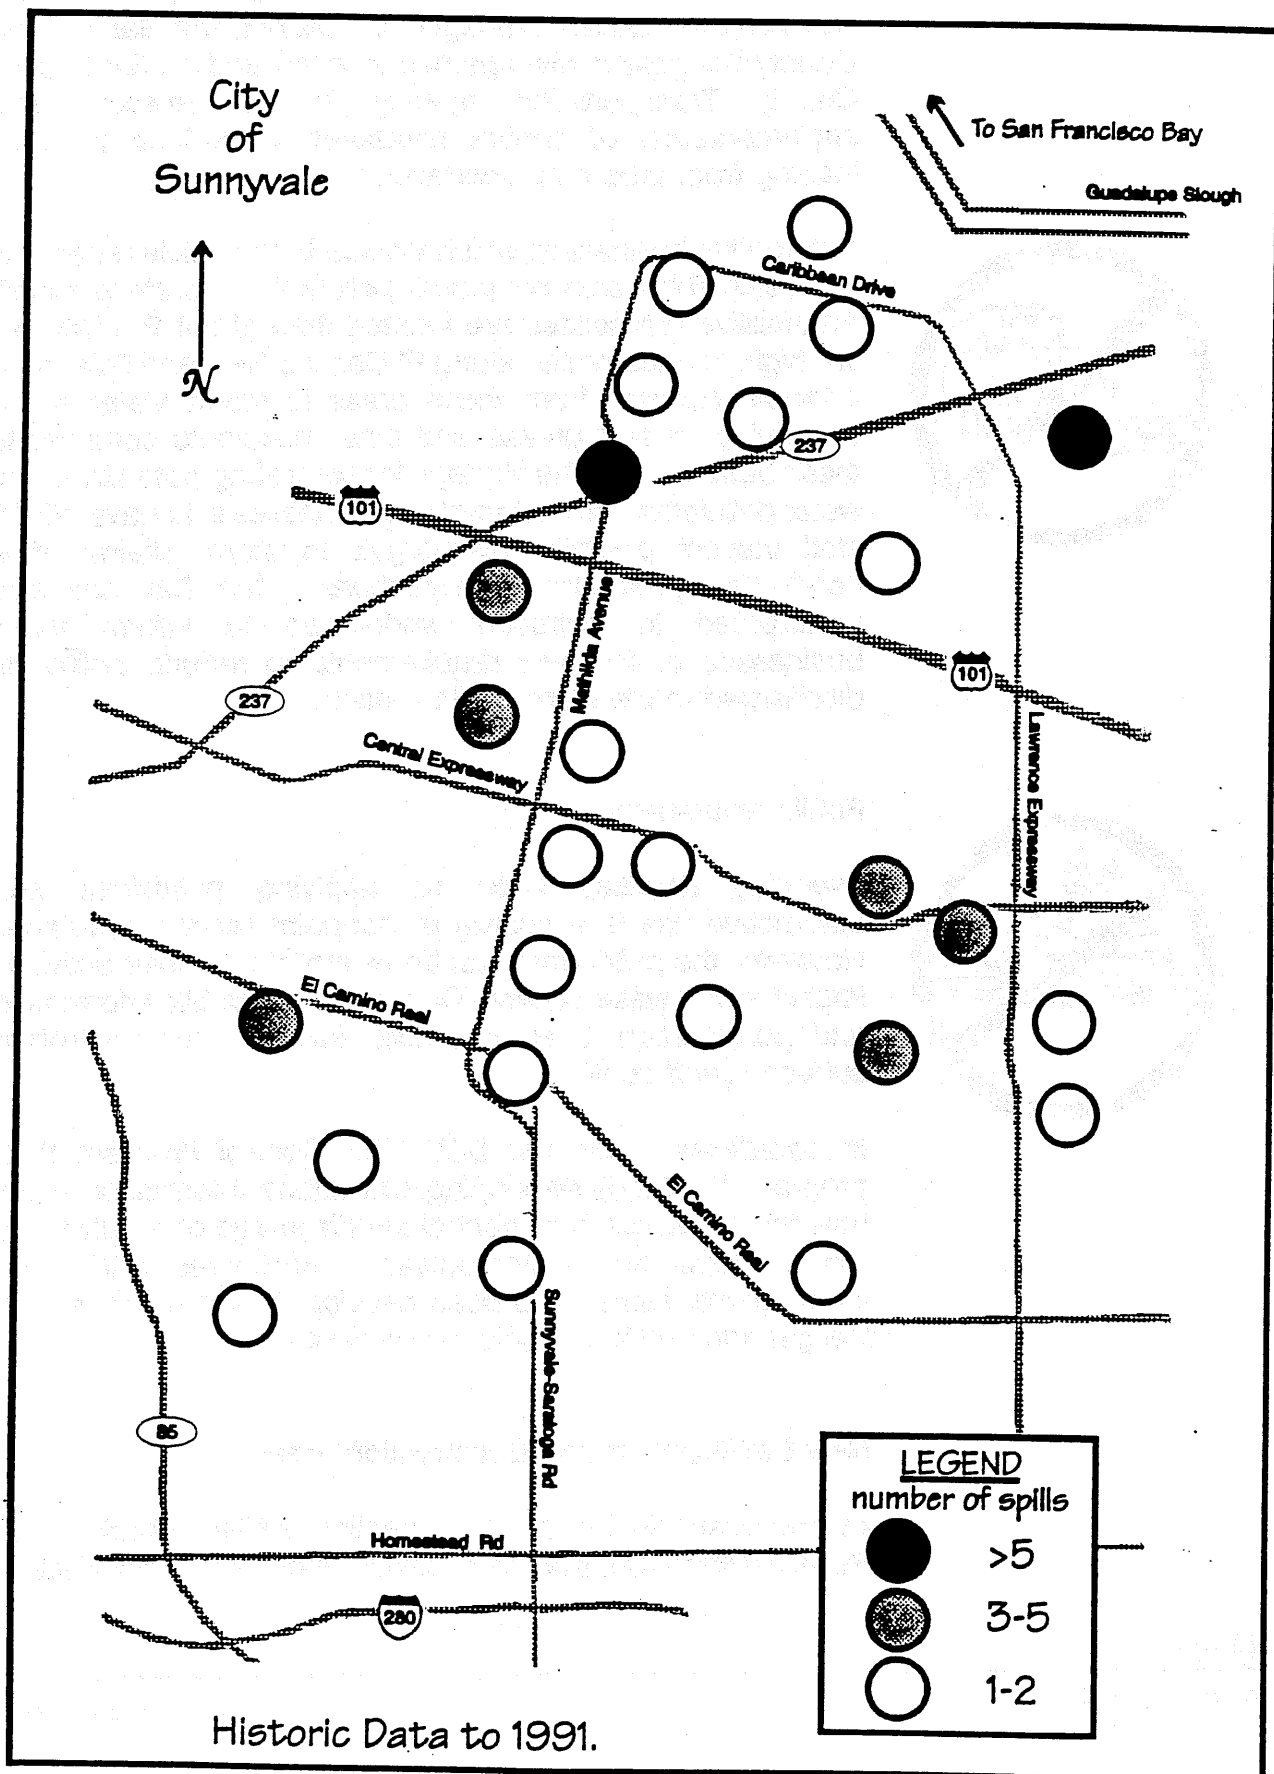 City
of
Sunnyvale
To San Francisco Bay
Guadalupe Slough
N
Caribbean Drive
237
101
Mathilda Avenue
101
237
Central Expressway
Lawrence Expressway
El Camino Real
El Camino Real
Sunnyvale-Saratoga Rd
85
Homestead Rd
280
LEGEND
number of spills
>5
3-5
1-2
Historic Data to 1991.